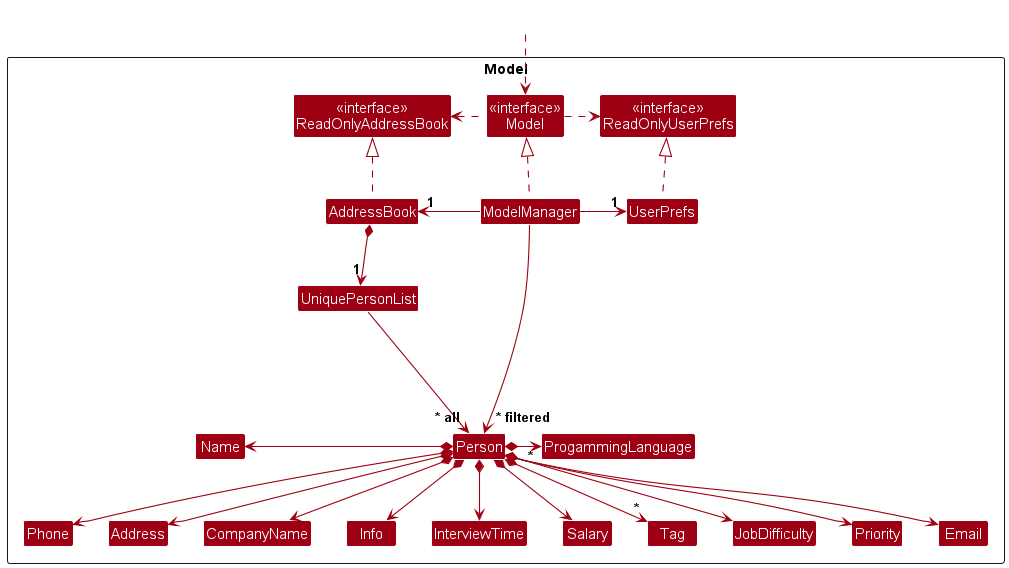 Model
«interface»
ReadOnlyAddressBook
«interface»
Model
«interface»
ReadOnlyUserPrefs
AddressBook
1
ModelManager
1
UserPrefs
1
UniquePersonList
* all
* filtered
Name
Person
ProgammingLanguage
*
*
Phone
Address
CompanyName
Info
InterviewTime
Salary
Tag
JobDifficulty
Priority
Email